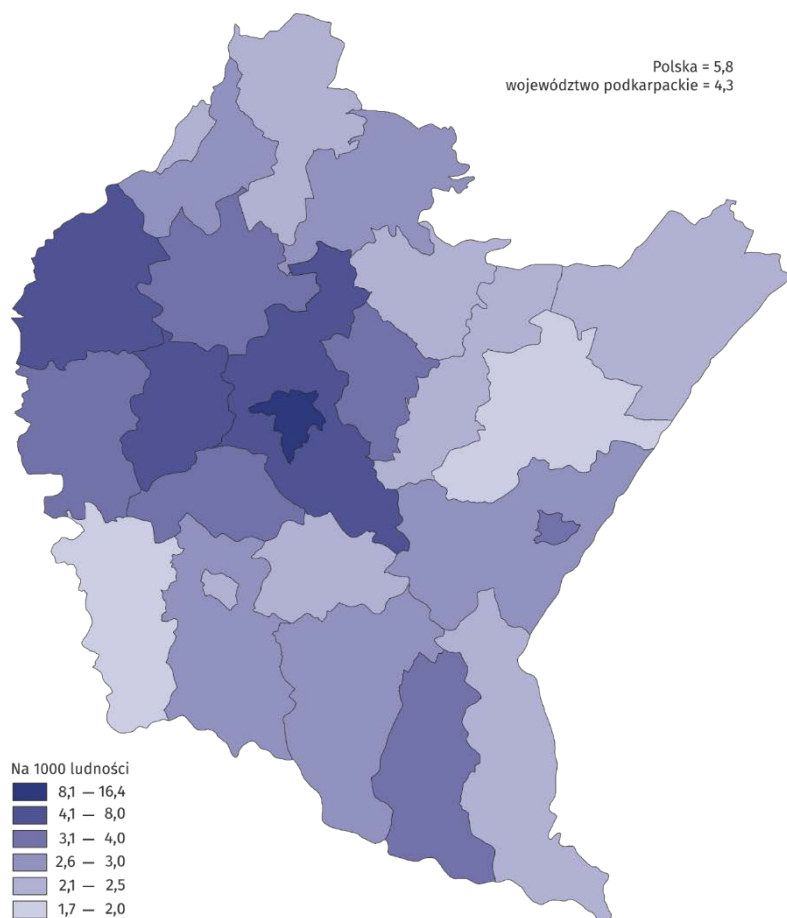 Polska = 5,8
województwo podkarpackie = 4,3
Na 1000 ludności
8,1 — 16,4
4,1 — 8,0
3,1 — 4,0
2,6 — 3,0
2,1 — 2,5
1,7 — 2,0